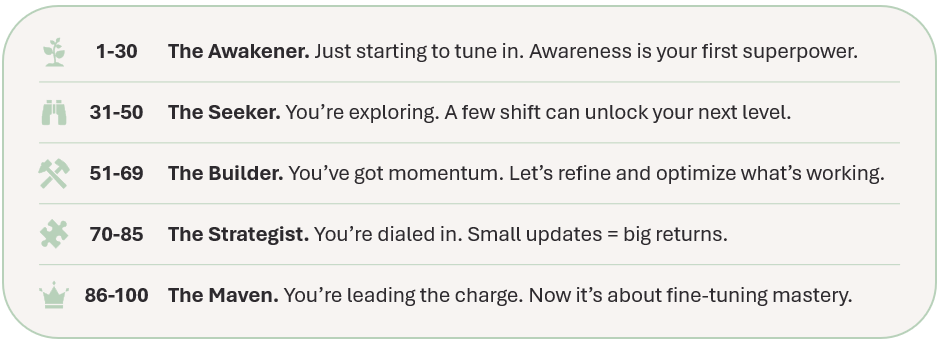 1-30 The Awakener. Just starting to tune in. Awareness is your first superpower.
31-50 The Seeker. You’re exploring. A few shift can unlock your next level.
51-69 The Builder. You’ve got momentum. Let’s refine and optimize what’s working.
70-85 The Strategist. You’re dialed in. Small updates = big returns.
86-100 The Maven. You’re leading the charge. Now it’s about fine-tuning mastery.